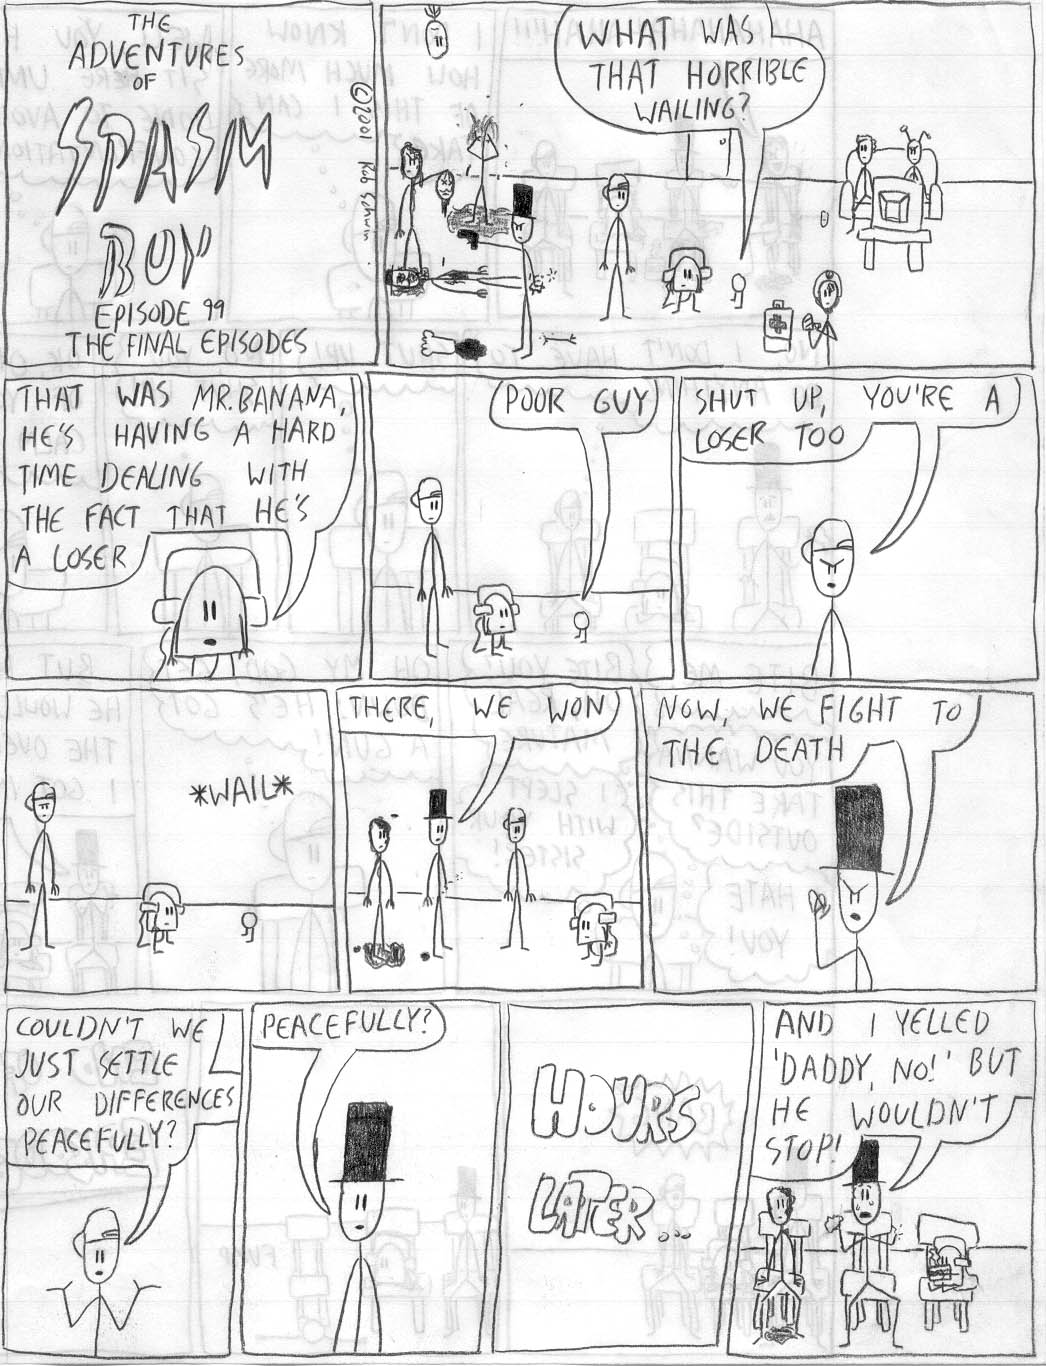 THE
ADVENTURES
OF
SPASM
BOY
EPISODE 99
THE FINAL EPISODES
©2001 Rob
WHAT WAS
THAT HORRIBLE
WAILING?
THAT WAS MR. BANANA,
HE'S HAVING A HARD
TIME DEALING WITH
THE FACT THAT HE'S
A LOSER
POOR GUY
SHUT UP, YOU'RE A
LOSER TOO
*WAIL*
THERE, WE WON
NOW, WE FIGHT TO
THE DEATH
COULDN'T WE
JUST SETTLE
OUR DIFFERENCES
PEACEFULLY?
PEACEFULLY?
HOURS
LATER...
AND I YELLED
'DADDY, NO!' BUT
HE WOULDN'T
STOP!